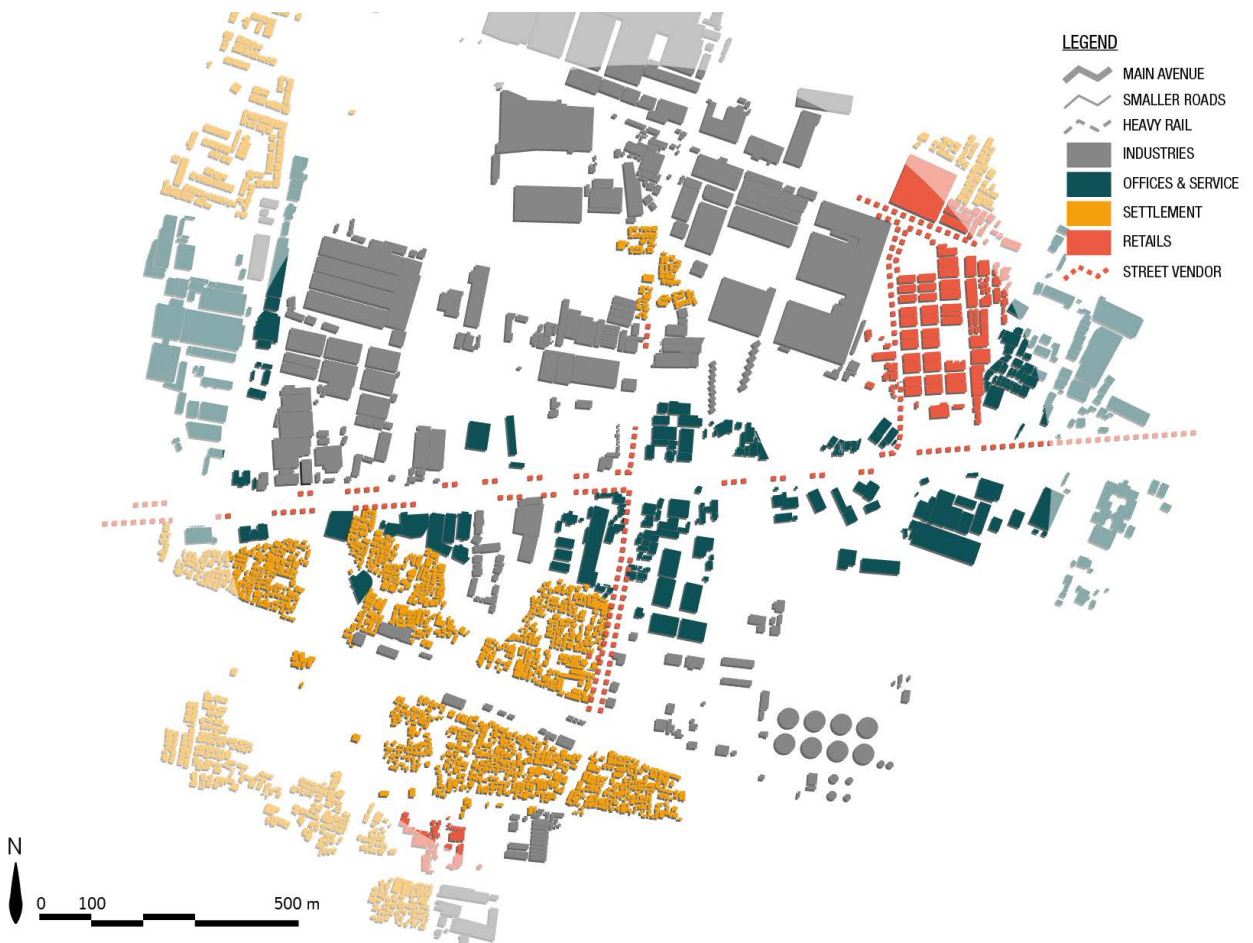 LEGEND
MAIN AVENUE
SMALLER ROADS
HEAVY RAIL
INDUSTRIES
OFFICES & SERVICE
SETTLEMENT
RETAILS
STREET VENDOR
N
0 100 500 m